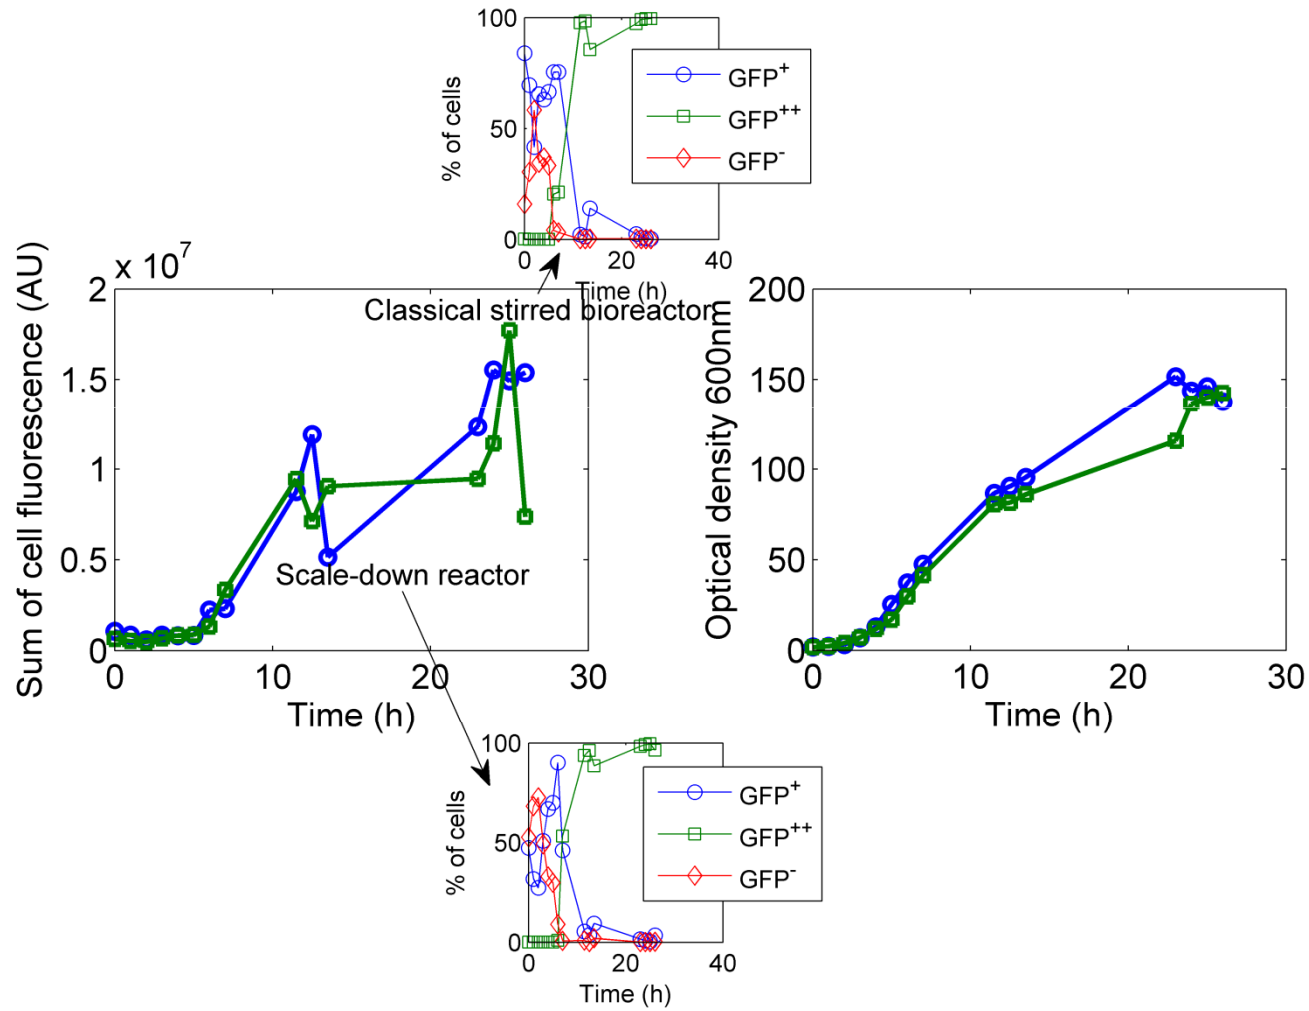 100
50
0
% of cells
GFP⁺
GFP⁺⁺
GFP⁻
0 20 40
Time (h)
Classical stirred bioreactor
x 10⁷
2
1.5
1
0.5
0
Sum of cell fluorescence (AU)
0 10 20 30
Time (h)
Scale-down reactor
200
150
100
50
0
Optical density 600nm
0 10 20 30
Time (h)
100
50
0
% of cells
GFP⁺
GFP⁺⁺
GFP⁻
0 20 40
Time (h)